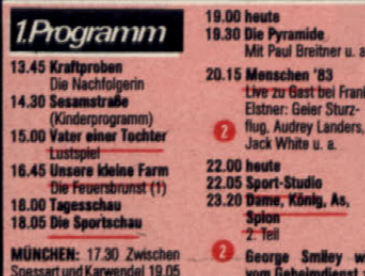 1.Programm
13.45 Kraftproben
Die Nachfolgerin
14.30 Sesamstraße
(Kinderprogramm)
15.00 Vater einer Tochter
Lustspiel
16.45 Unsere kleine Farm
Die Feuersbrunst (1)
18.00 Tagesschau
18.05 Die Sportschau
MÜNCHEN: 17.30 Zwischen
Spessart und Karwendel 19.05
19.00 heute
19.30 Die Pyramide
Mit Paul Breitner u. a
20.15 Menschen '83
Live zu Gast bei Frank
Elstner: Geier Sturz-
2 flug, Audrey Landers,
Jack White u. a.
22.00 heute
22.05 Sport-Studio
23.20 Dame, König, As,
Spion
2. Teil
2 George Smiley w
vom Geheimdienst